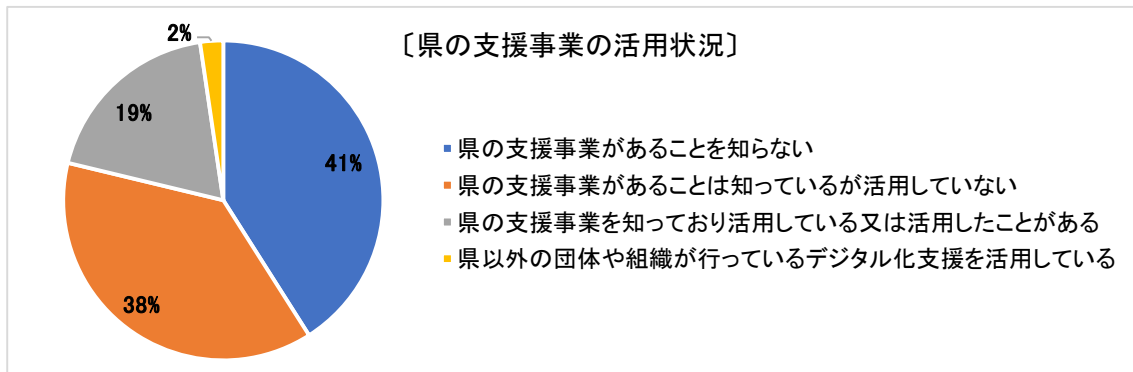 〔県の支援事業の活用状況〕
2%
19%
41%
38%
県の支援事業があることを知らない
県の支援事業があることは知っているが活用していない
県の支援事業を知っており活用している又は活用したことがある
県以外の団体や組織が行っているデジタル化支援を活用している